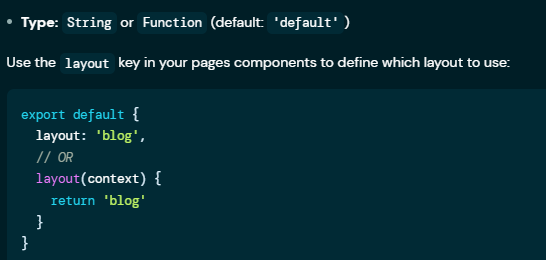 Type: String or Function (default: 'default')
Use the layout key in your pages components to define which layout to use:
export default {
  layout: 'blog',
  // OR
  layout(context) {
    return 'blog'
  }
}